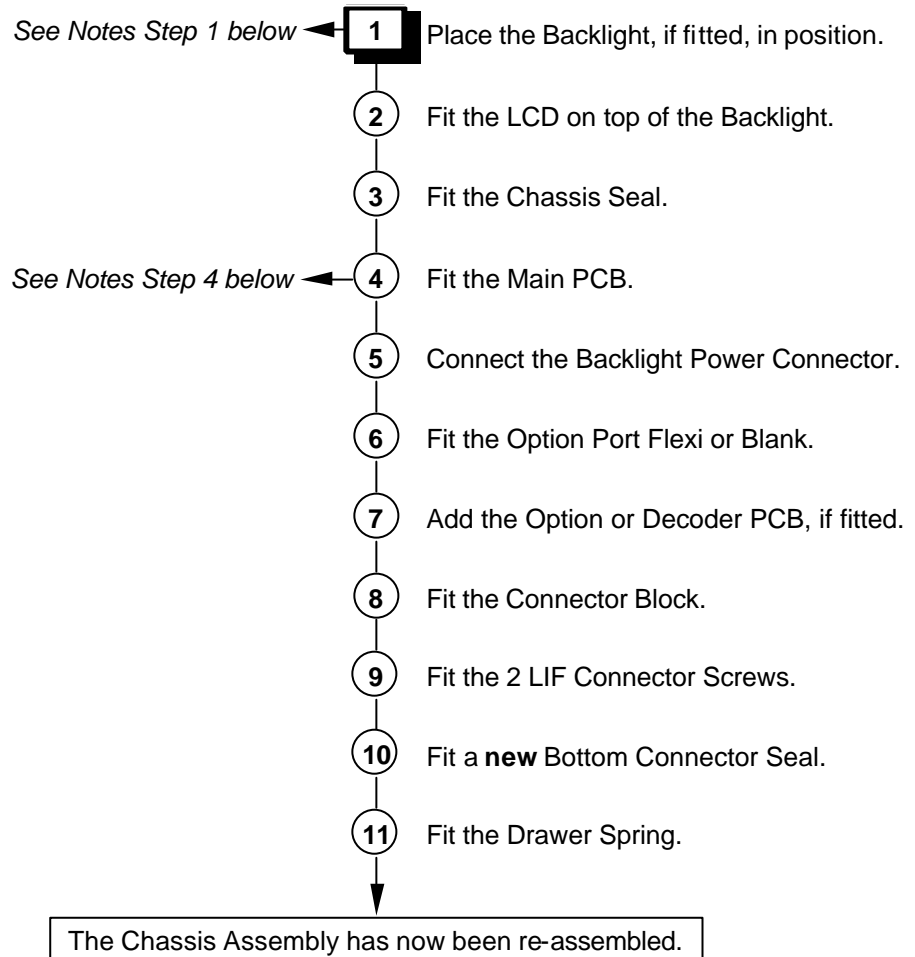 See Notes Step 1 below 1 Place the Backlight, if fitted, in position.
2 Fit the LCD on top of the Backlight.
3 Fit the Chassis Seal.
See Notes Step 4 below 4 Fit the Main PCB.
5 Connect the Backlight Power Connector.
6 Fit the Option Port Flexi or Blank.
7 Add the Option or Decoder PCB, if fitted.
8 Fit the Connector Block.
9 Fit the 2 LIF Connector Screws.
10 Fit a new Bottom Connector Seal.
11 Fit the Drawer Spring.
The Chassis Assembly has now been re-assembled.